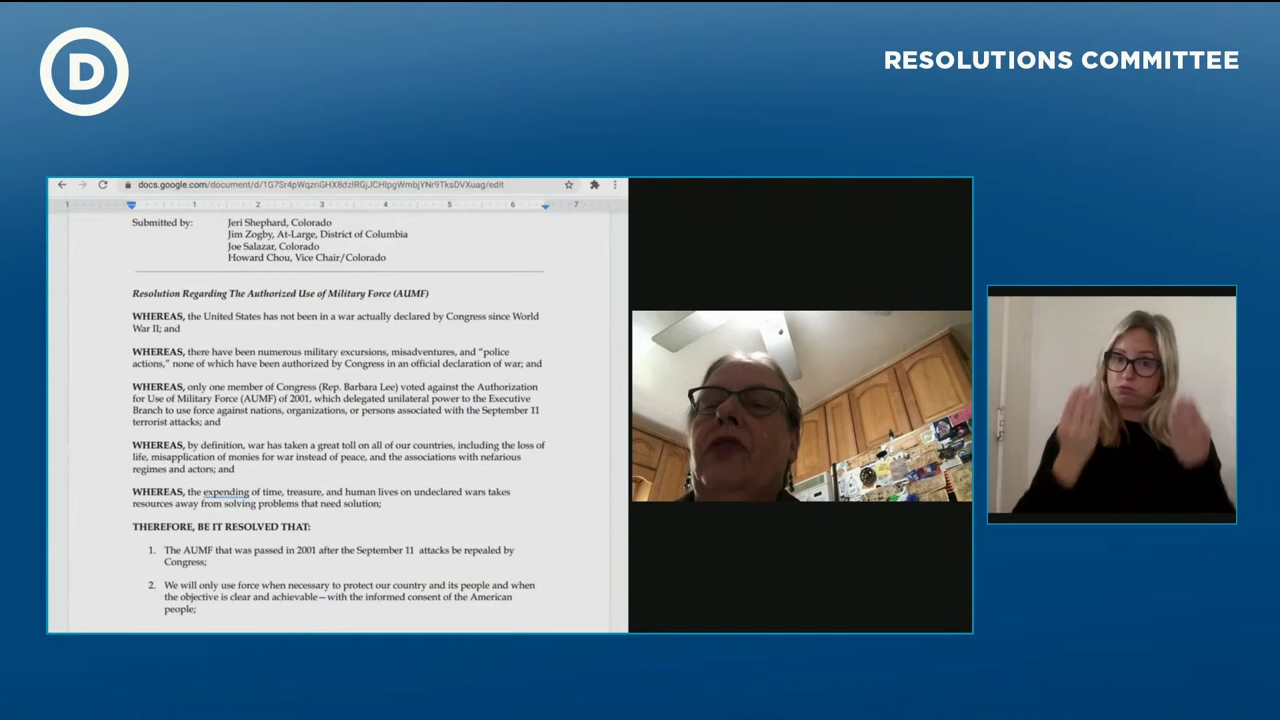 D
RESOLUTIONS COMMITTEE
docs.google.com/document/d/1G7Sr4pWqznGHX8dzIRGjJCHIpgWmbjYNr9TksDVXuag/edit
1 1 2 3 4 5 6 7
Submitted by: Jeri Shephard, Colorado
Jim Zogby, At-Large, District of Columbia
Joe Salazar, Colorado
Howard Chou, Vice Chair/Colorado
Resolution Regarding The Authorized Use of Military Force (AUMF)
WHEREAS, the United States has not been in a war actually declared by Congress since World
War II; and
WHEREAS, there have been numerous military excursions, misadventures, and “police
actions,” none of which have been authorized by Congress in an official declaration of war; and
WHEREAS, only one member of Congress (Rep. Barbara Lee) voted against the Authorization
for Use of Military Force (AUMF) of 2001, which delegated unilateral power to the Executive
Branch to use force against nations, organizations, or persons associated with the September 11
terrorist attacks; and
WHEREAS, by definition, war has taken a great toll on all of our countries, including the loss of
life, misapplication of monies for war instead of peace, and the associations with nefarious
regimes and actors; and
WHEREAS, the expending of time, treasure, and human lives on undeclared wars takes
resources away from solving problems that need solution;
THEREFORE, BE IT RESOLVED THAT:
1. The AUMF that was passed in 2001 after the September 11 attacks be repealed by
Congress;
2. We will only use force when necessary to protect our country and its people and when
the objective is clear and achievable—with the informed consent of the American
people;